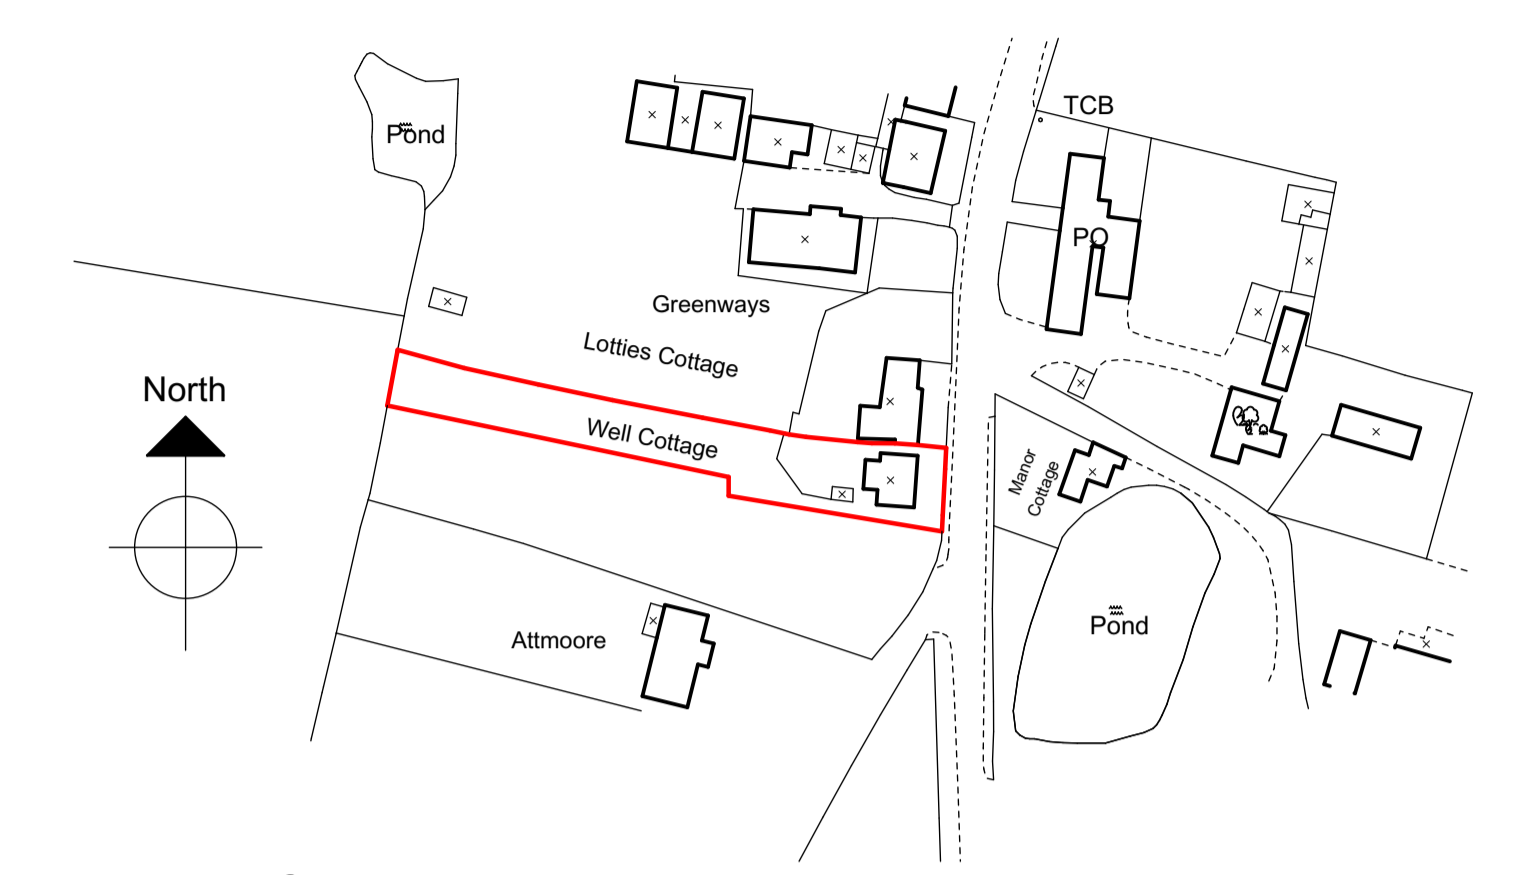 TCB
Pond
PO
Greenways
Lotties Cottage
North
Well Cottage
Manor
Cottage
Pond
Attmoore